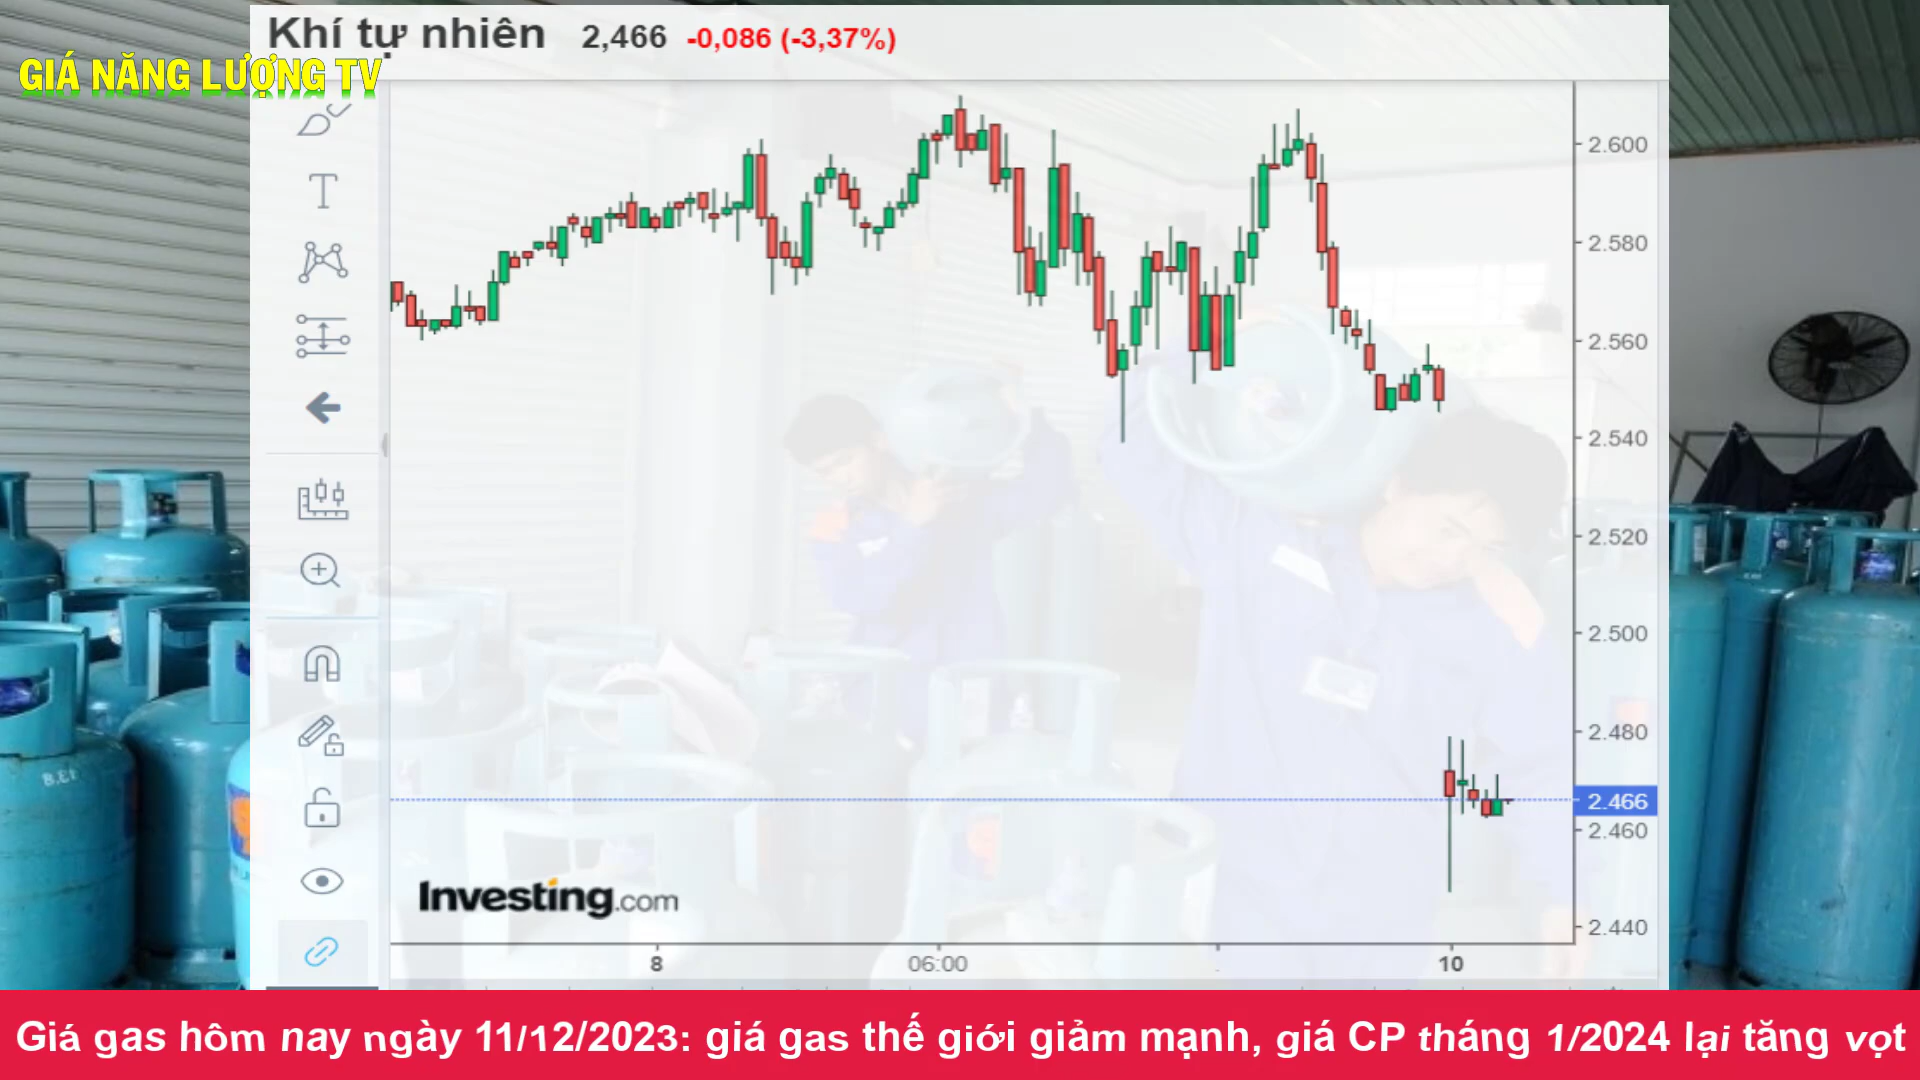 Khí tự nhiên 2,466 -0,086 (-3,37%)
GIÁ NĂNG LƯỢNG TV
T
2.600
2.580
2.560
2.540
2.520
2.500
2.480
2.466
2.460
2.440
Investing.com
8 06:00 10
Giá gas hôm nay ngày 11/12/2023: giá gas thế giới giảm mạnh, giá CP tháng 1/2024 lại tăng vọt